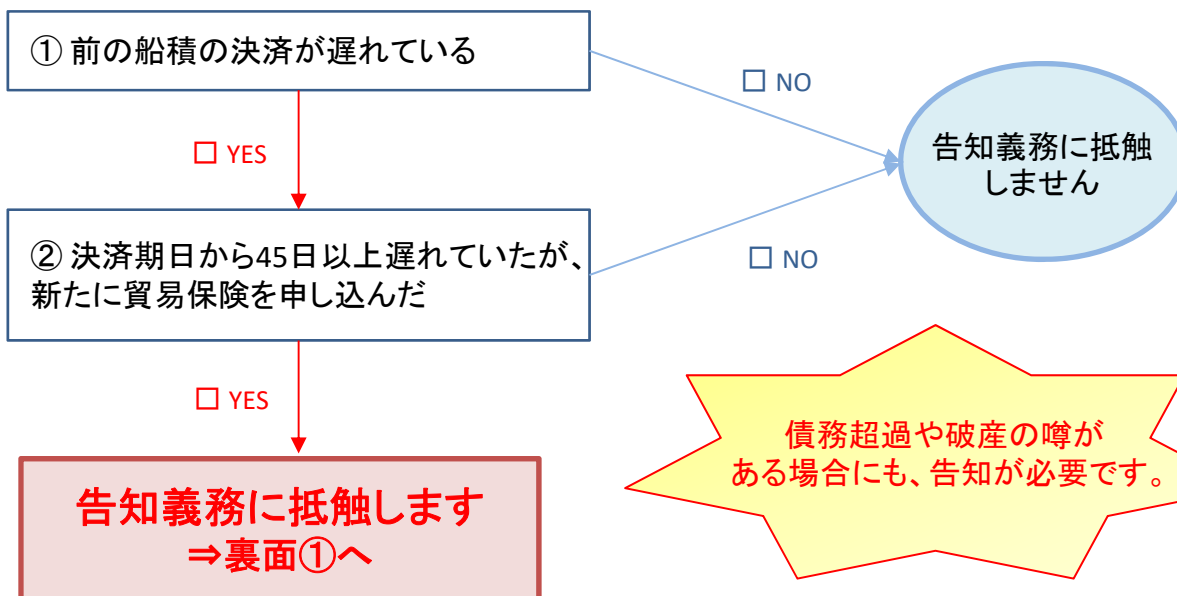 ① 前の船積の決済が遅れている
□ NO
□ YES
告知義務に抵触
しません
② 決済期日から45日以上遅れていたが、
新たに貿易保険を申し込んだ
□ NO
□ YES
債務超過や破産の噂が
ある場合にも、告知が必要です。
告知義務に抵触します
⇒裏面①へ